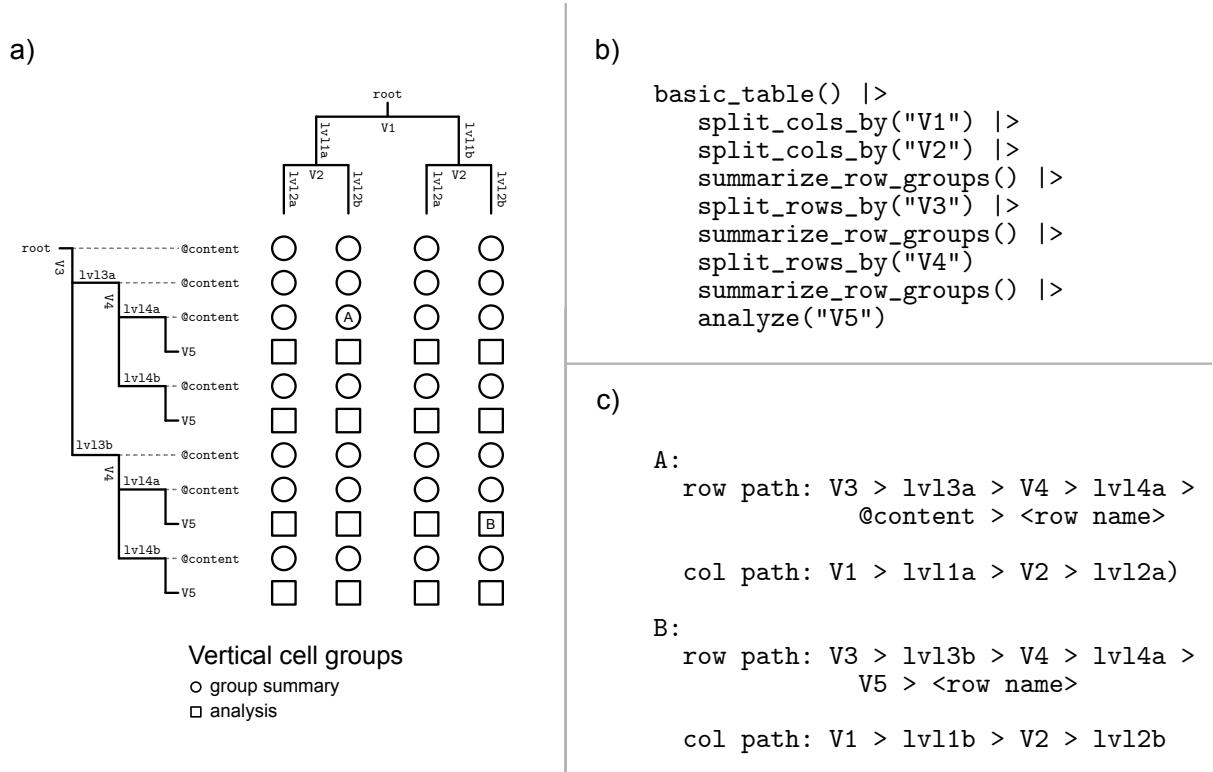 a)
root
V1
lvl1a
lvl1b
V2
V2
lvl2a
lvl2b
lvl2a
lvl2b
root
@content
V3
lvl3a
@content
V4
lvl4a
@content
A
V5
lvl4b
@content
V5
lvl3b
@content
V4
lvl4a
@content
V5
B
lvl4b
@content
V5
Vertical cell groups
group summary
analysis
b)
basic_table() |>
split_cols_by("V1") |>
split_cols_by("V2") |>
summarize_row_groups() |>
split_rows_by("V3") |>
summarize_row_groups() |>
split_rows_by("V4")
summarize_row_groups() |>
analyze("V5")
c)
A:
row path: V3 > lvl3a > V4 > lvl4a >
@content > <row name>
col path: V1 > lvl1a > V2 > lvl2a)
B:
row path: V3 > lvl3b > V4 > lvl4a >
V5 > <row name>
col path: V1 > lvl1b > V2 > lvl2b